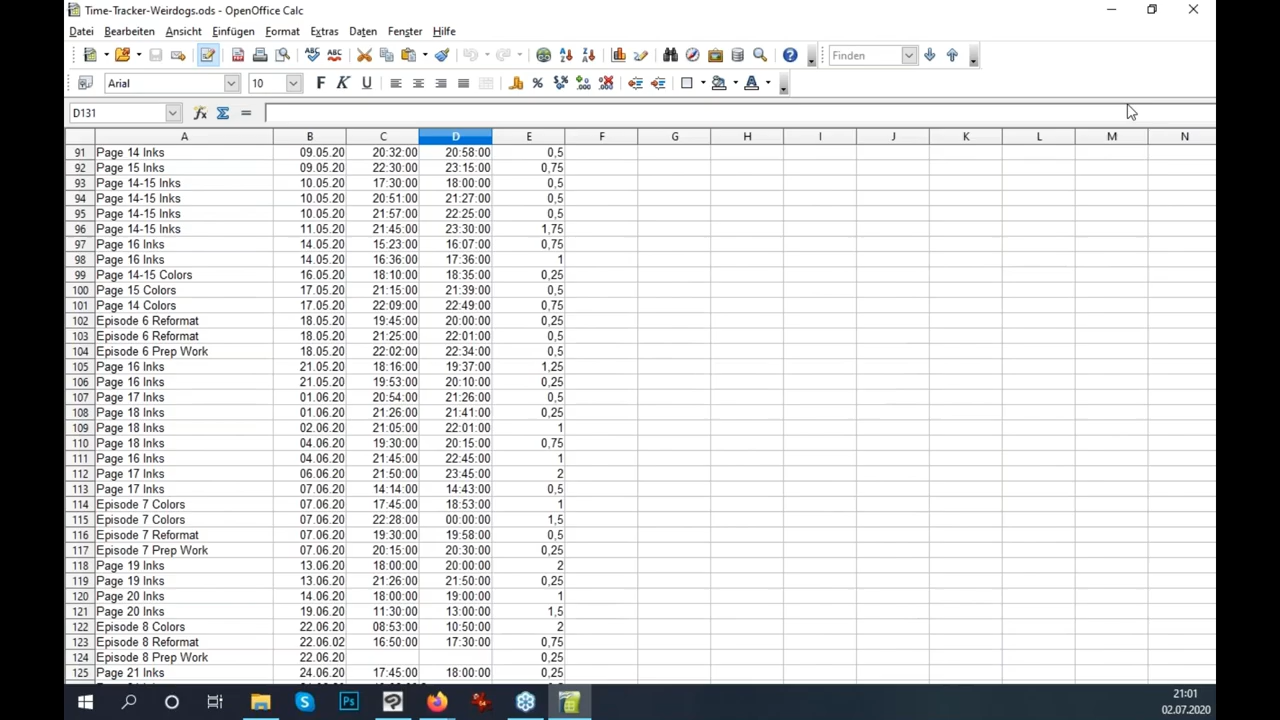 Time-Tracker-Weirdogs.ods - OpenOffice Calc
Datei Bearbeiten Ansicht Einfügen Format Extras Daten Fenster Hilfe
Finden
Arial 10 F K U
D131
A B C D E F G H I J K L M N
91 Page 14 Inks 09.05.20 20:32:00 20:58:00 0,5
92 Page 15 Inks 09.05.20 22:30:00 23:15:00 0,75
93 Page 14-15 Inks 10.05.20 17:30:00 18:00:00 0,5
94 Page 14-15 Inks 10.05.20 20:51:00 21:27:00 0,5
95 Page 14-15 Inks 10.05.20 21:57:00 22:25:00 0,5
96 Page 14-15 Inks 11.05.20 21:45:00 23:30:00 1,75
97 Page 16 Inks 14.05.20 15:23:00 16:07:00 0,75
98 Page 16 Inks 14.05.20 16:36:00 17:36:00 1
99 Page 14-15 Colors 16.05.20 18:10:00 18:35:00 0,25
100 Page 15 Colors 17.05.20 21:15:00 21:39:00 0,5
101 Page 14 Colors 17.05.20 22:09:00 22:49:00 0,75
102 Episode 6 Reformat 18.05.20 19:45:00 20:00:00 0,25
103 Episode 6 Reformat 18.05.20 21:25:00 22:01:00 0,5
104 Episode 6 Prep Work 18.05.20 22:02:00 22:34:00 0,5
105 Page 16 Inks 21.05.20 18:16:00 19:37:00 1,25
106 Page 16 Inks 21.05.20 19:53:00 20:10:00 0,25
107 Page 17 Inks 01.06.20 20:54:00 21:26:00 0,5
108 Page 18 Inks 01.06.20 21:26:00 21:41:00 0,25
109 Page 18 Inks 02.06.20 21:05:00 22:01:00 1
110 Page 18 Inks 04.06.20 19:30:00 20:15:00 0,75
111 Page 16 Inks 04.06.20 21:45:00 22:45:00 1
112 Page 17 Inks 06.06.20 21:50:00 23:45:00 2
113 Page 17 Inks 07.06.20 14:14:00 14:43:00 0,5
114 Episode 7 Colors 07.06.20 17:45:00 18:53:00 1
115 Episode 7 Colors 07.06.20 22:28:00 00:00:00 1,5
116 Episode 7 Reformat 07.06.20 19:30:00 19:58:00 0,5
117 Episode 7 Prep Work 07.06.20 20:15:00 20:30:00 0,25
118 Page 19 Inks 13.06.20 18:00:00 20:00:00 2
119 Page 19 Inks 13.06.20 21:26:00 21:50:00 0,25
120 Page 20 Inks 14.06.20 18:00:00 19:00:00 1
121 Page 20 Inks 19.06.20 11:30:00 13:00:00 1,5
122 Episode 8 Colors 22.06.20 08:53:00 10:50:00 2
123 Episode 8 Reformat 22.06.02 16:50:00 17:30:00 0,75
124 Episode 8 Prep Work 22.06.20 0,25
125 Page 21 Inks 24.06.20 17:45:00 18:00:00 0,25
Ps
21:01
02.07.2020